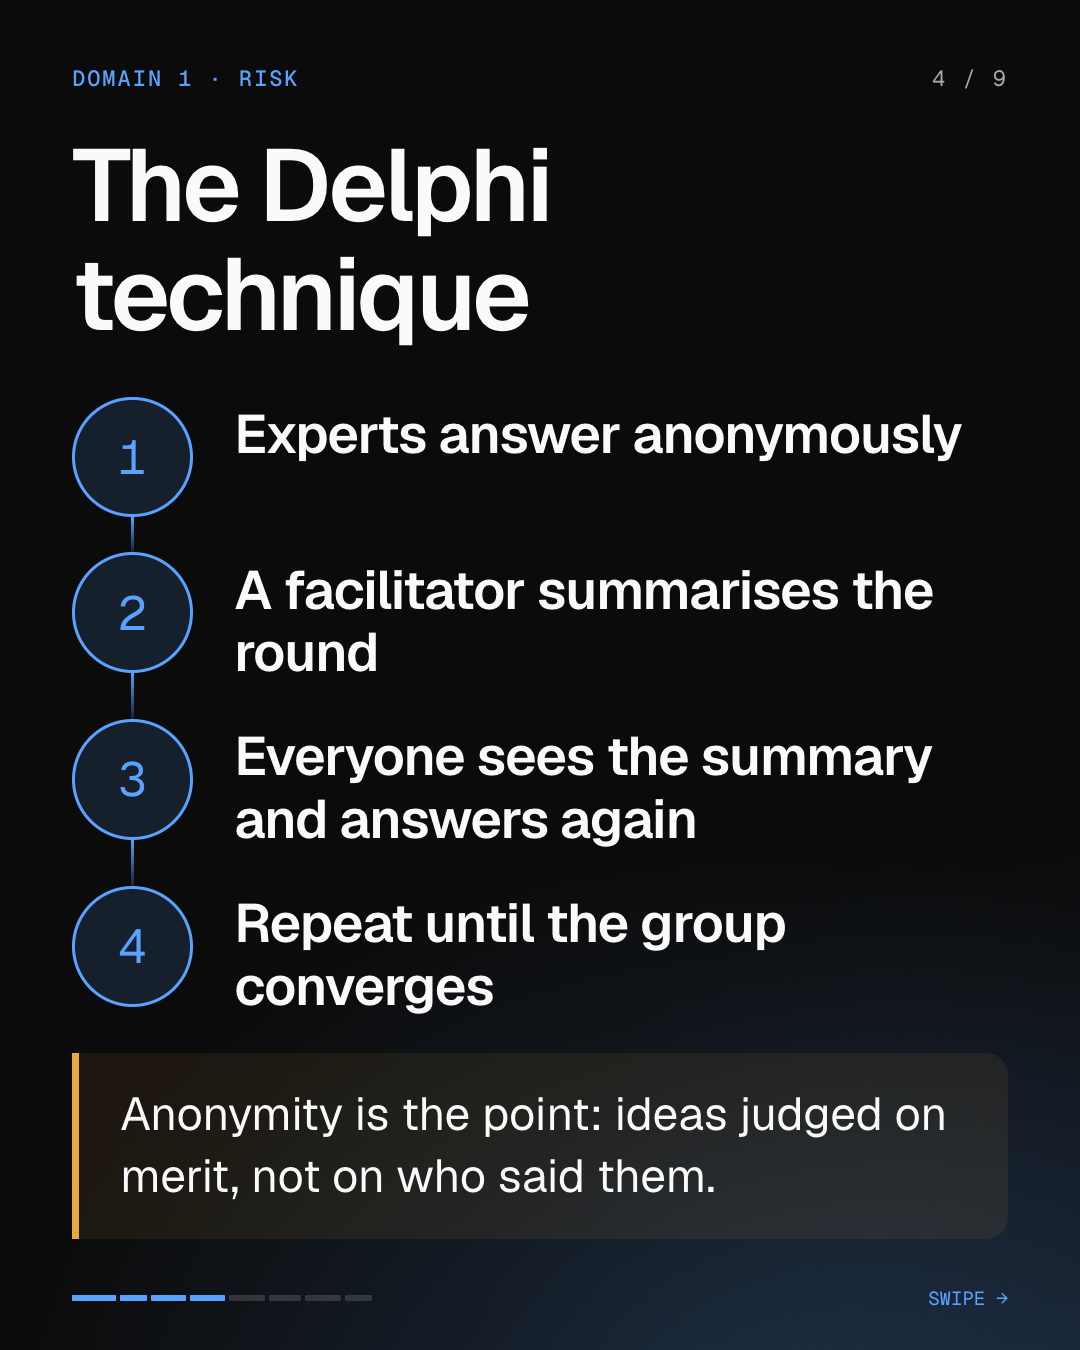 DOMAIN 1 · RISK
4 / 9
The Delphi
technique
1
Experts answer anonymously
2
A facilitator summarises the
round
3
Everyone sees the summary
and answers again
4
Repeat until the group
converges
Anonymity is the point: ideas judged on
merit, not on who said them.
SWIPE →